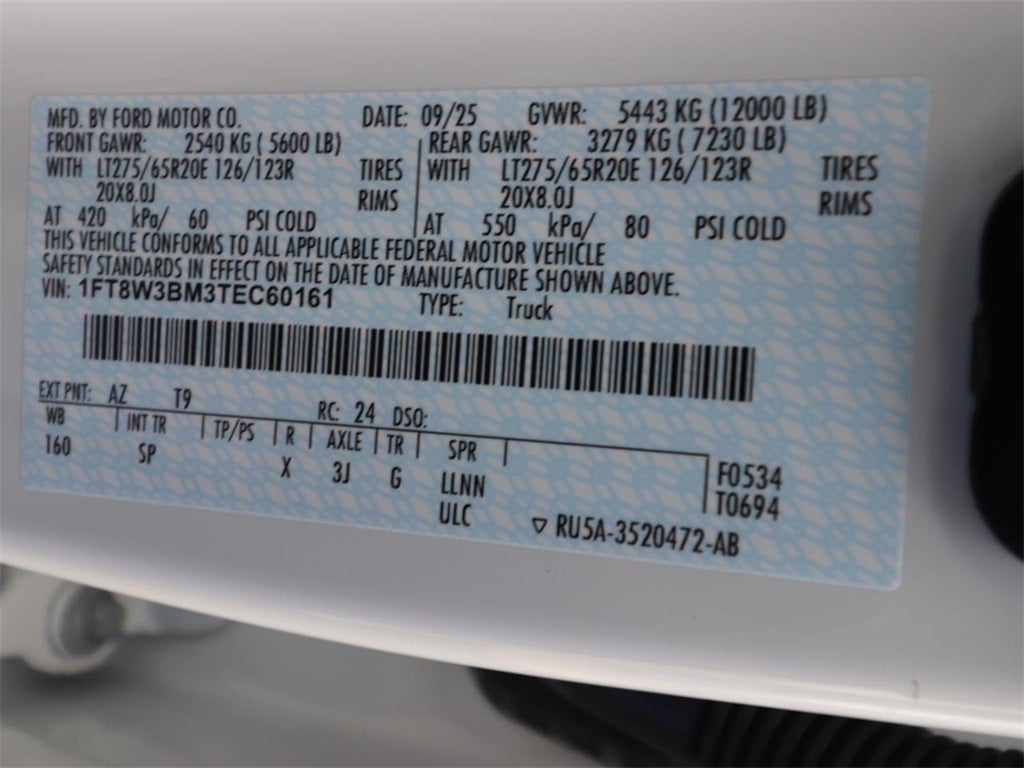 MFD. BY FORD MOTOR CO. DATE: 09/25 GVWR: 5443 KG (12000 LB)
FRONT GAWR: 2540 KG ( 5600 LB) REAR GAWR: 3279 KG ( 7230 LB)
WITH LT275/65R20E 126/123R TIRES WITH LT275/65R20E 126/123R TIRES
20X8.0J RIMS 20X8.0J RIMS
AT 420 kPa/ 60 PSI COLD AT 550 kPa/ 80 PSI COLD
THIS VEHICLE CONFORMS TO ALL APPLICABLE FEDERAL MOTOR VEHICLE
SAFETY STANDARDS IN EFFECT ON THE DATE OF MANUFACTURE SHOWN ABOVE.
VIN: 1FT8W3BM3TEC60161 TYPE: Truck
EXT PNT: AZ T9 RC: 24 DSO:
WB INT TR TP/PS R AXLE TR SPR
160 SP X 3J G LLNN F0534
ULC T0694
▽ RU5A-3520472-AB